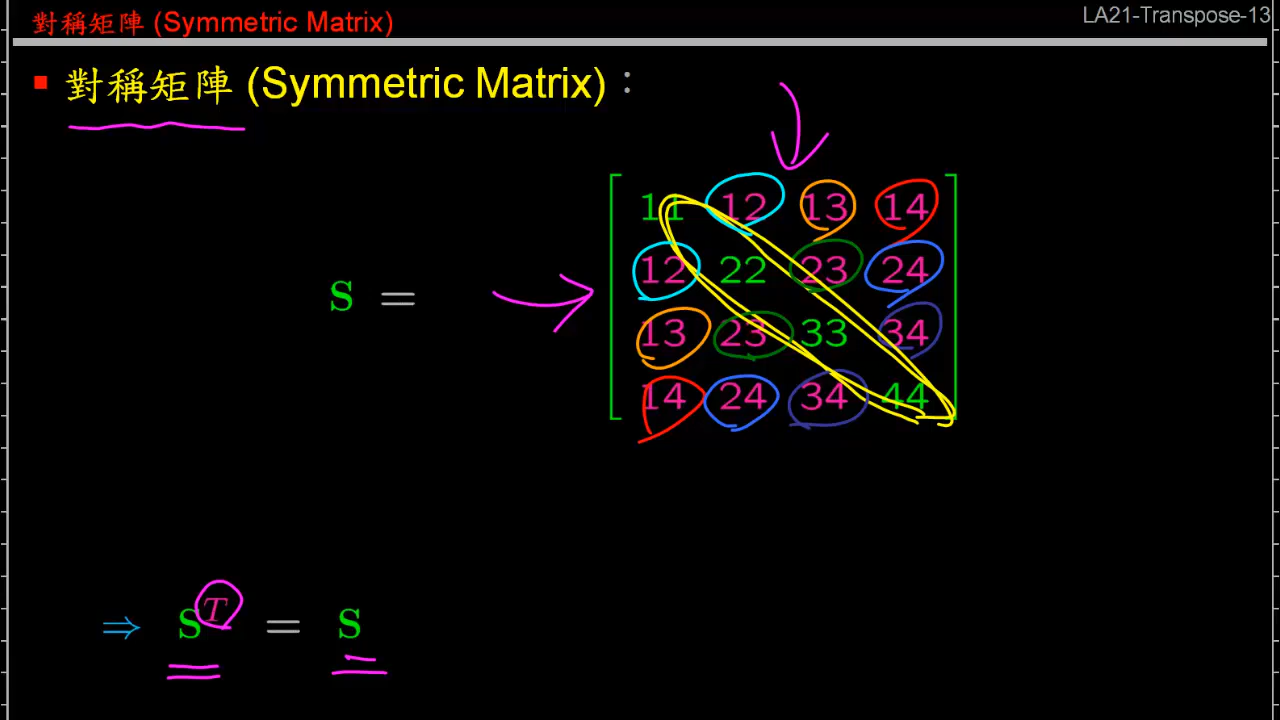 對稱矩陣 (Symmetric Matrix)
LA21-Transpose-13
對稱矩陣 (Symmetric Matrix)：
S =
11 12 13 14
12 22 23 24
13 23 33 34
14 24 34 44
⇒ S^T = S